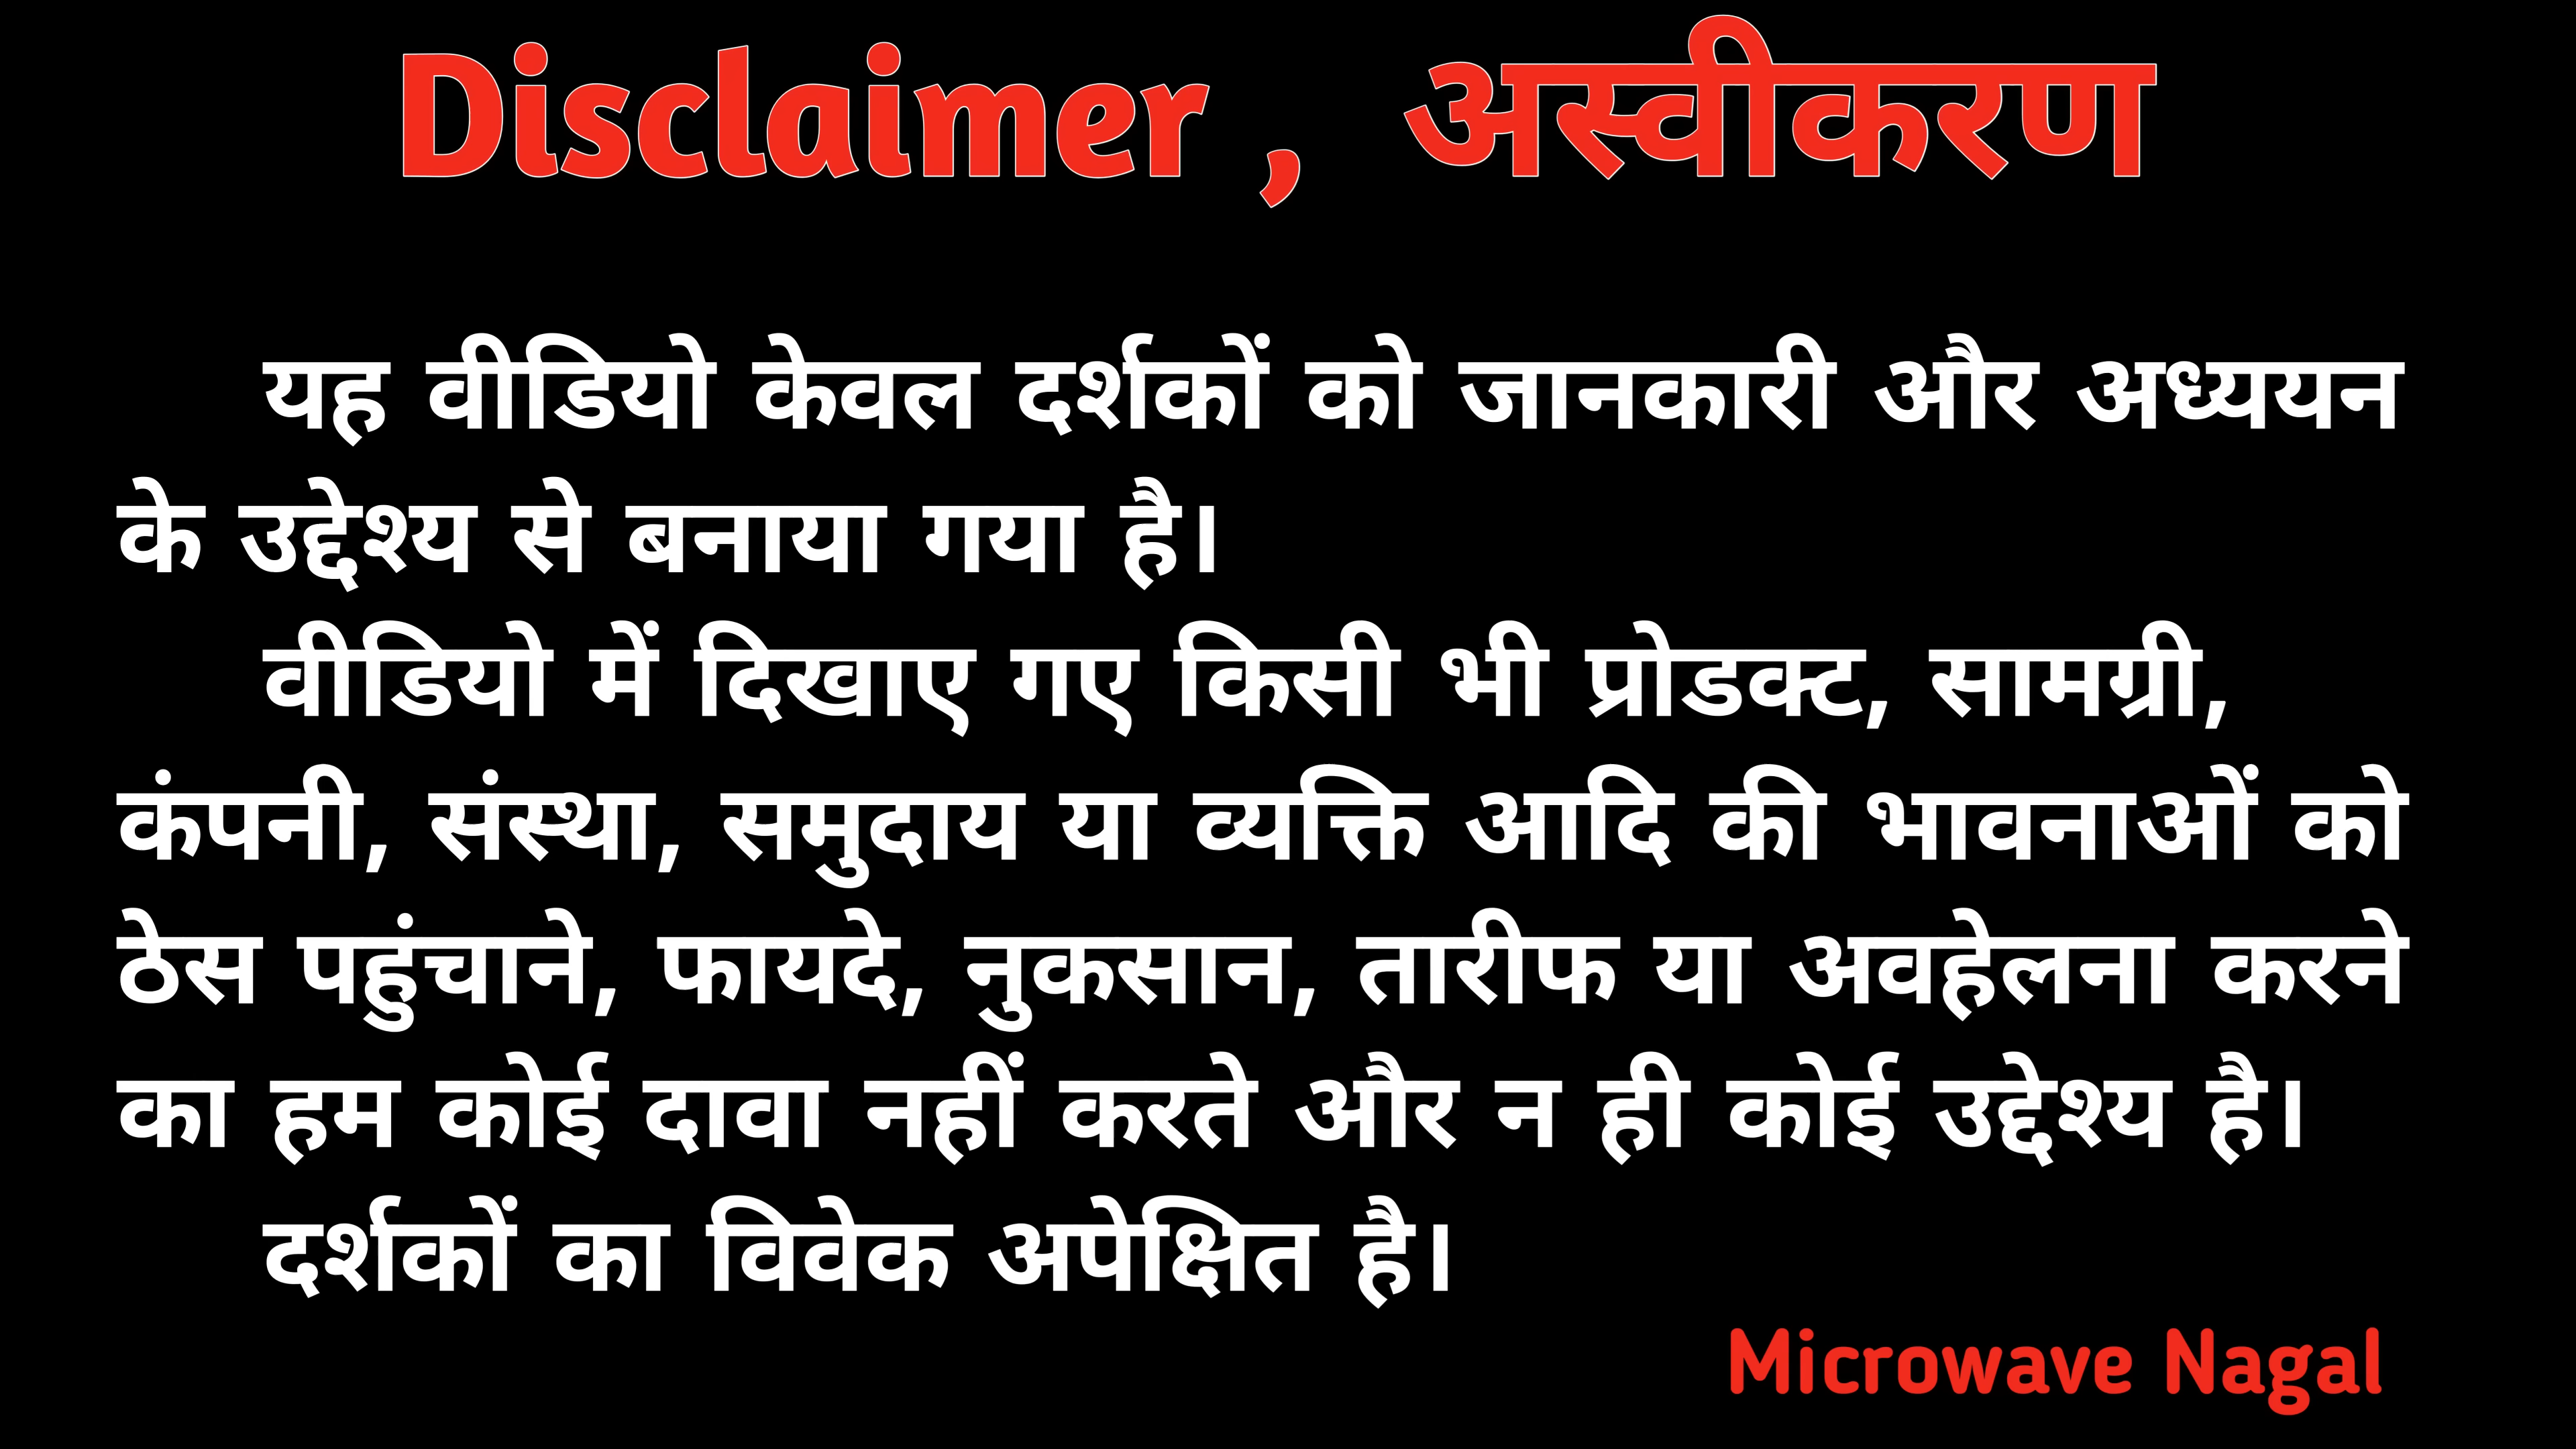 Disclaimer , अस्वीकरण
यह वीडियो केवल दर्शकों को जानकारी और अध्ययन
के उद्देश्य से बनाया गया है।
वीडियो में दिखाए गए किसी भी प्रोडक्ट, सामग्री,
कंपनी, संस्था, समुदाय या व्यक्ति आदि की भावनाओं को
ठेस पहुंचाने, फायदे, नुकसान, तारीफ या अवहेलना करने
का हम कोई दावा नहीं करते और न ही कोई उद्देश्य है।
दर्शकों का विवेक अपेक्षित है।
Microwave Nagal